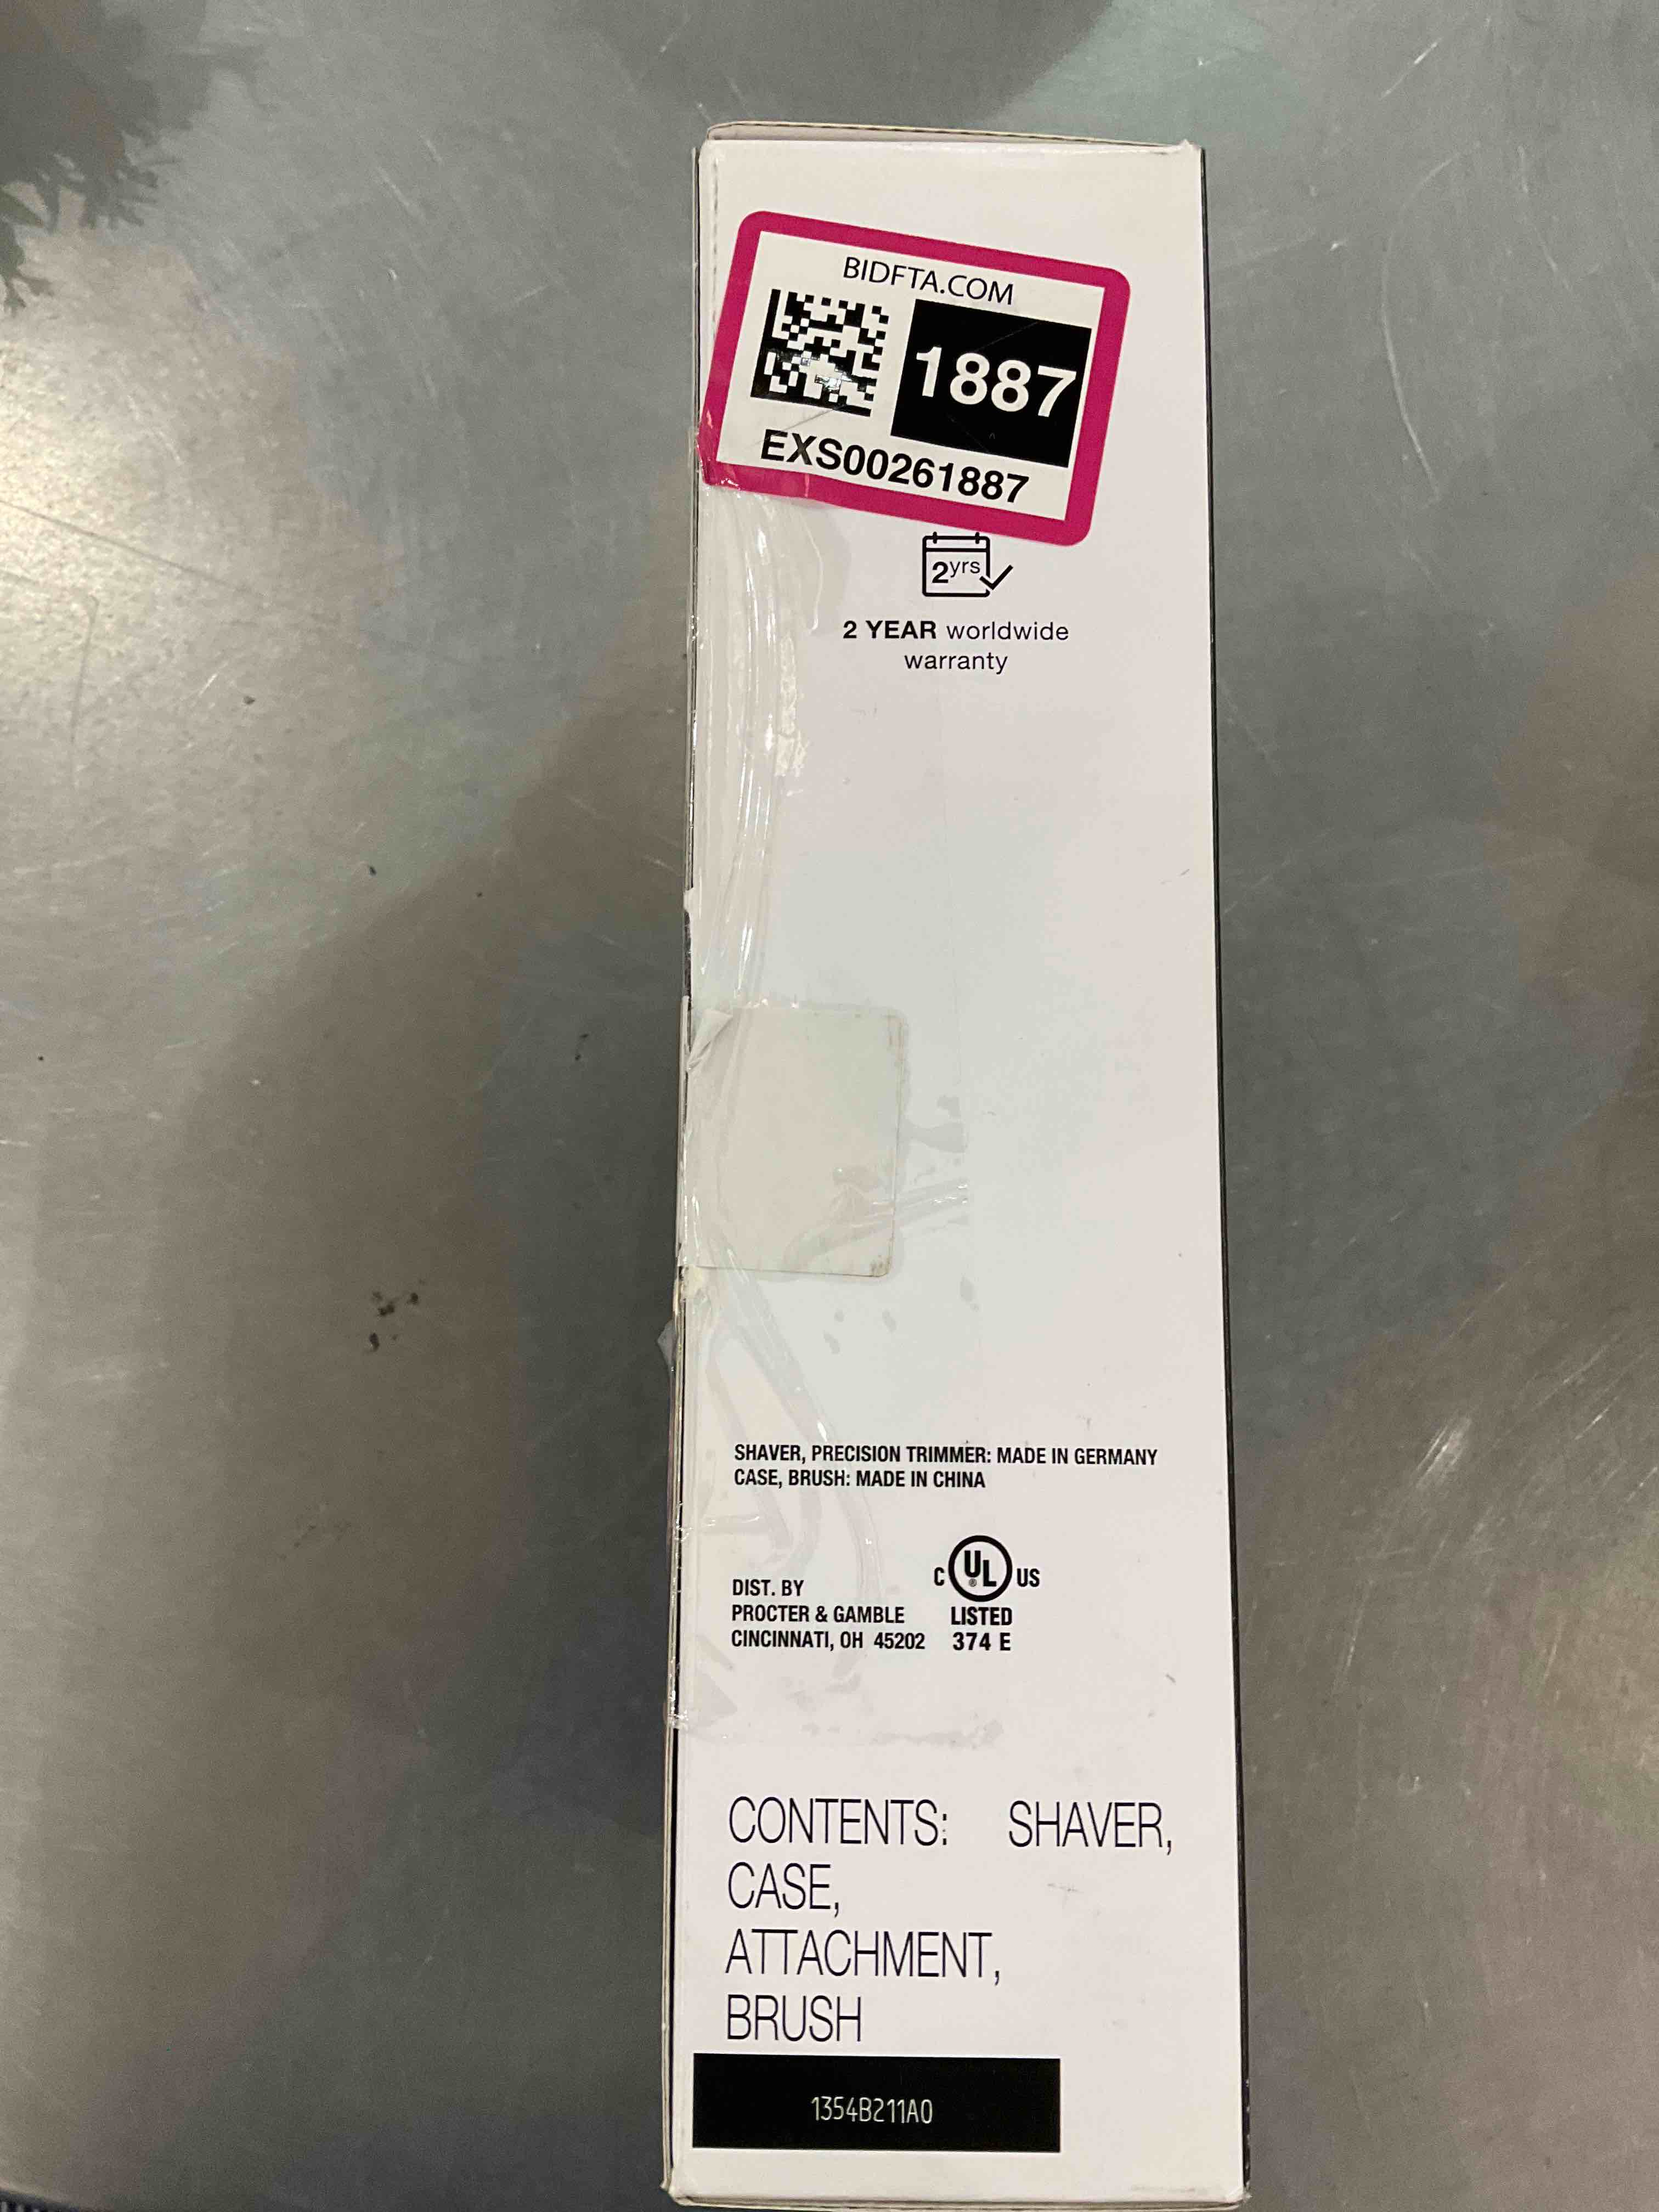 BIDFTA.COM
1887
EXS00261887
2yrs
2 YEAR worldwide
warranty
SHAVER, PRECISION TRIMMER: MADE IN GERMANY
CASE, BRUSH: MADE IN CHINA
C UL® US
LISTED
374 E
DIST. BY
PROCTER & GAMBLE
CINCINNATI, OH 45202
CONTENTS: SHAVER,
CASE,
ATTACHMENT,
BRUSH
1354B211A0